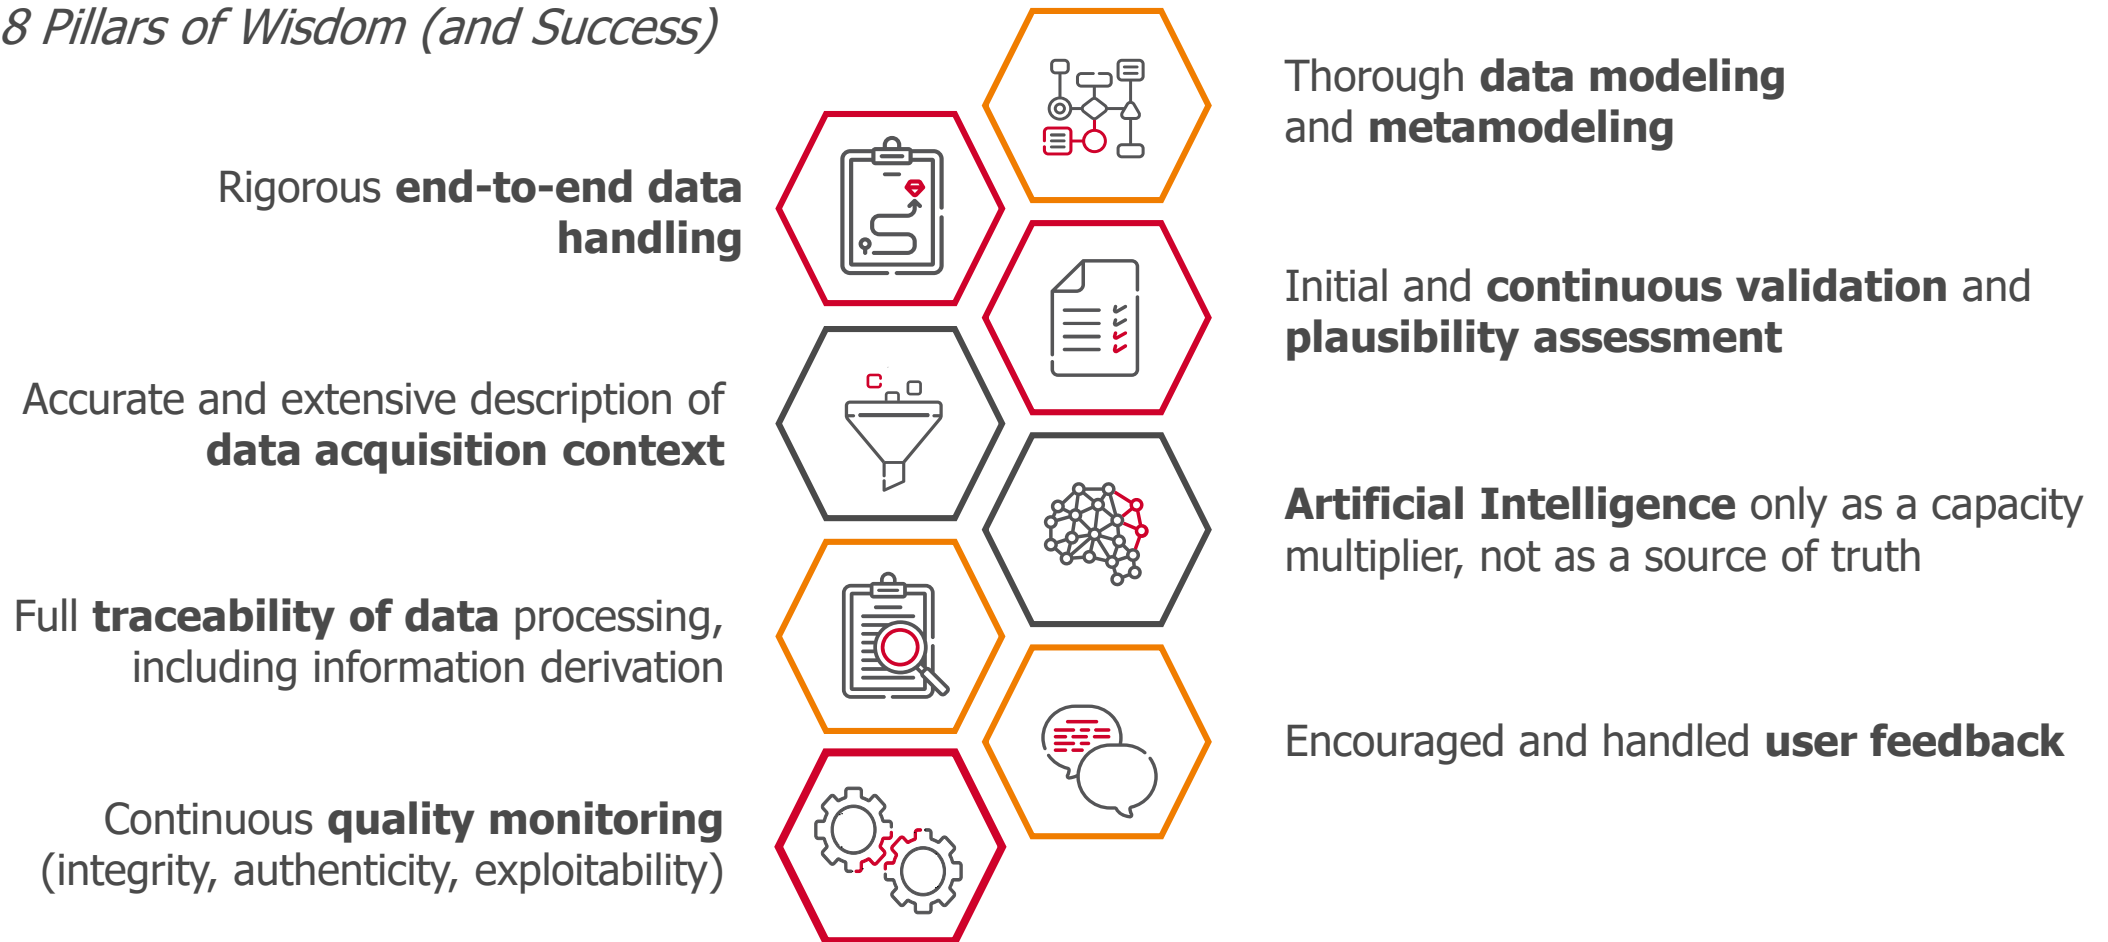 8 Pillars of Wisdom (and Success)
Thorough data modeling
and metamodeling
Rigorous end-to-end data
handling
Initial and continuous validation and
plausibility assessment
Accurate and extensive description of
data acquisition context
Artificial Intelligence only as a capacity
multiplier, not as a source of truth
Full traceability of data processing,
including information derivation
Encouraged and handled user feedback
Continuous quality monitoring
(integrity, authenticity, exploitability)